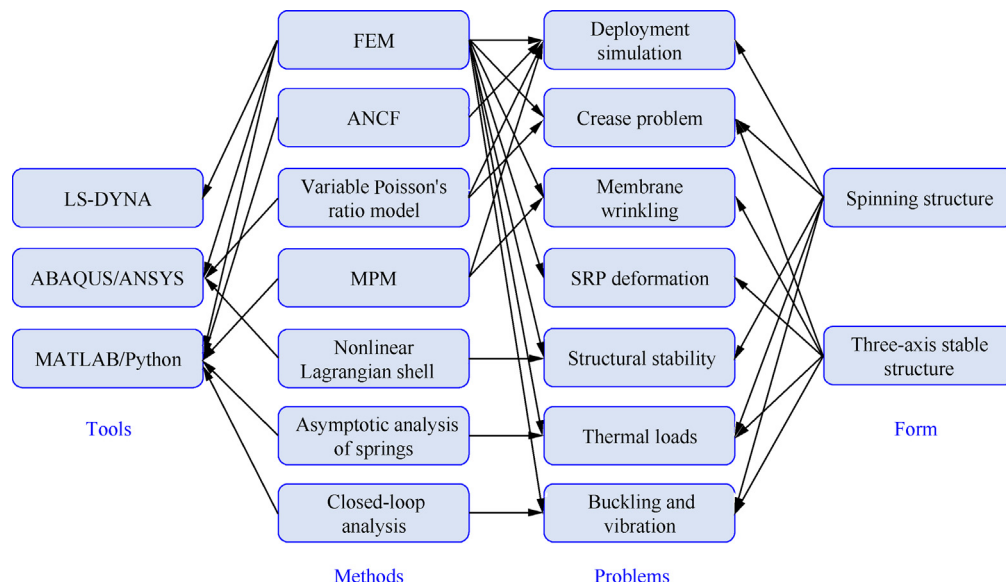 FEM
Deployment
simulation
ANCF
Crease problem
LS-DYNA
Variable Poisson's
ratio model
Membrane
wrinkling
Spinning structure
ABAQUS/ANSYS
MPM
SRP deformation
MATLAB/Python
Nonlinear
Lagrangian shell
Structural stability
Three-axis stable
structure
Tools
Asymptotic analysis
of springs
Thermal loads
Form
Closed-loop
analysis
Buckling and
vibration
Methods
Problems